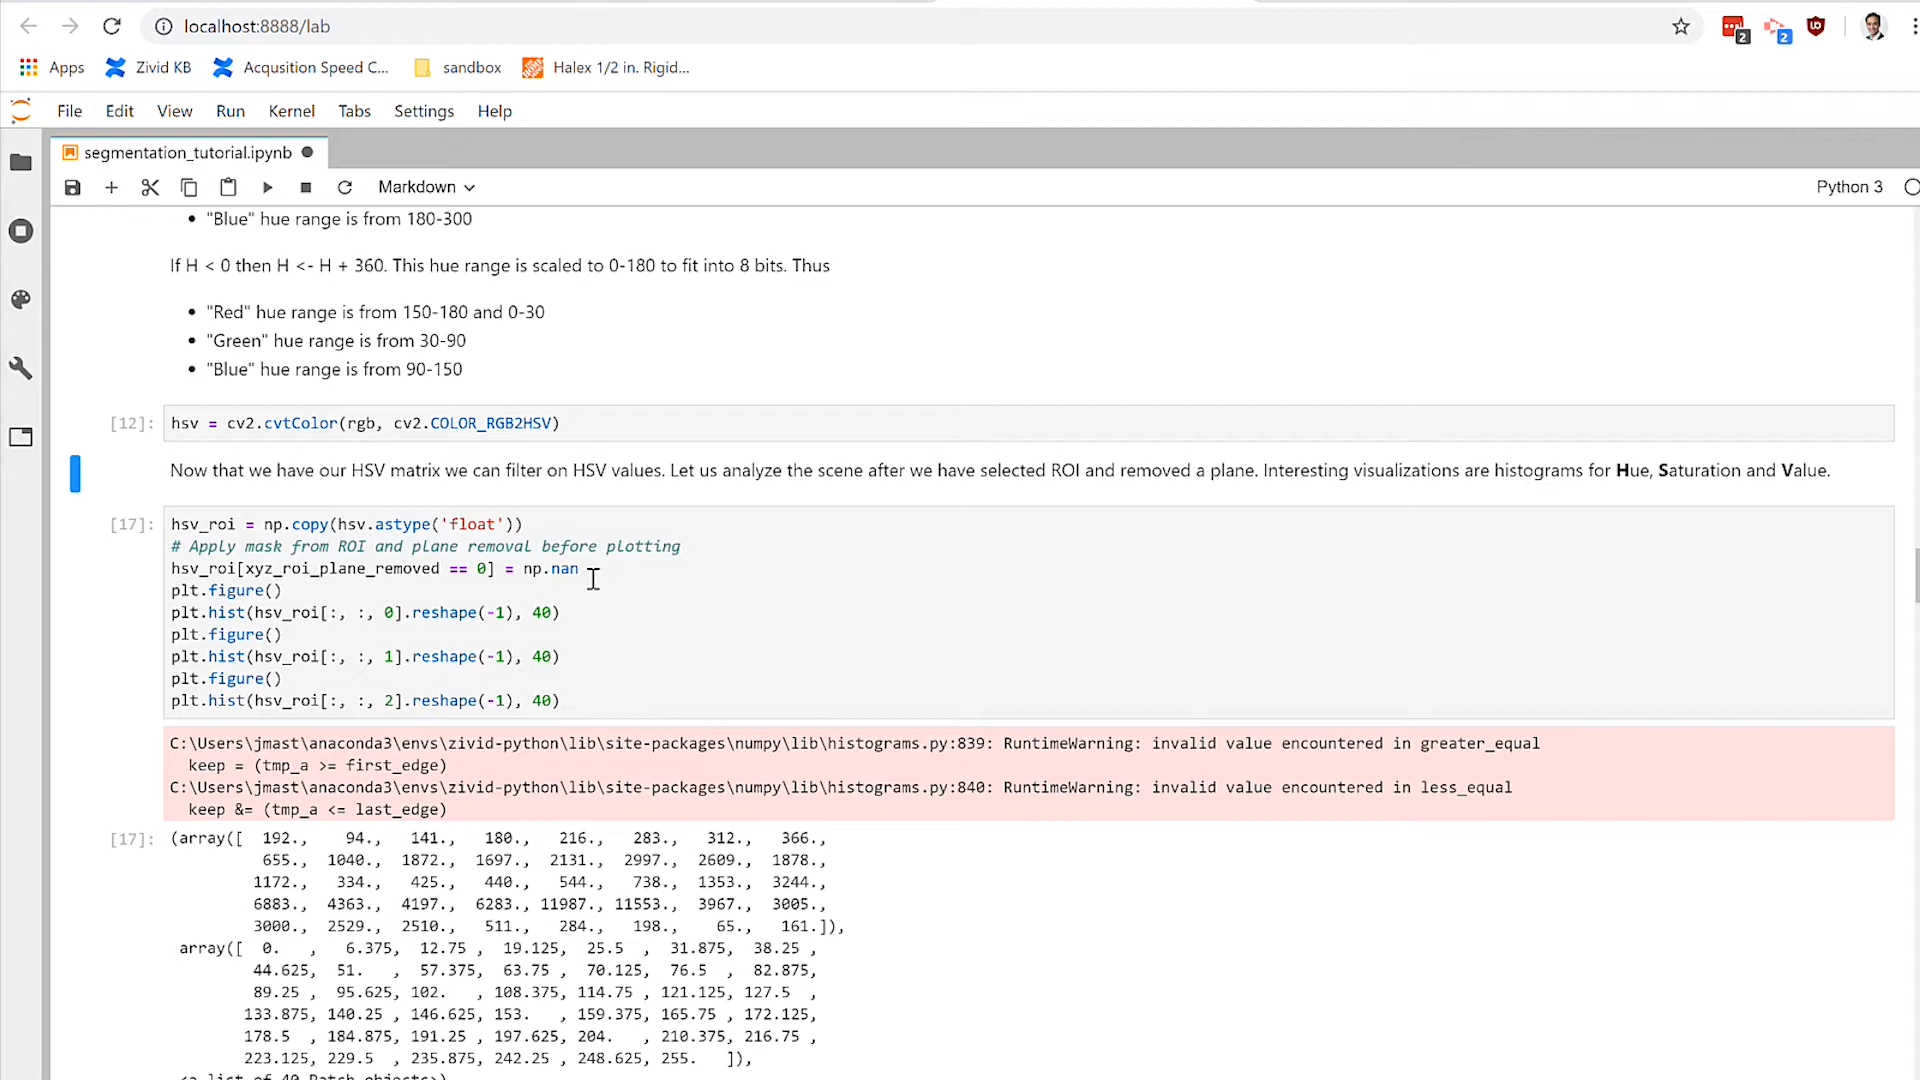 localhost:8888/lab
2
2
Apps
Zivid KB
Acqusition Speed C...
sandbox
Halex 1/2 in. Rigid...
File Edit View Run Kernel Tabs Settings Help
segmentation_tutorial.ipynb
Markdown
Python 3
• "Blue" hue range is from 180-300
If H < 0 then H <- H + 360. This hue range is scaled to 0-180 to fit into 8 bits. Thus
• "Red" hue range is from 150-180 and 0-30
• "Green" hue range is from 30-90
• "Blue" hue range is from 90-150
[12]: hsv = cv2.cvtColor(rgb, cv2.COLOR_RGB2HSV)
Now that we have our HSV matrix we can filter on HSV values. Let us analyze the scene after we have selected ROI and removed a plane. Interesting visualizations are histograms for Hue, Saturation and Value.
[17]: hsv_roi = np.copy(hsv.astype('float'))
# Apply mask from ROI and plane removal before plotting
hsv_roi[xyz_roi_plane_removed == 0] = np.nan
plt.figure()
plt.hist(hsv_roi[:, :, 0].reshape(-1), 40)
plt.figure()
plt.hist(hsv_roi[:, :, 1].reshape(-1), 40)
plt.figure()
plt.hist(hsv_roi[:, :, 2].reshape(-1), 40)
C:\Users\jmast\anaconda3\envs\zivid-python\lib\site-packages\numpy\lib\histograms.py:839: RuntimeWarning: invalid value encountered in greater_equal
keep = (tmp_a >= first_edge)
C:\Users\jmast\anaconda3\envs\zivid-python\lib\site-packages\numpy\lib\histograms.py:840: RuntimeWarning: invalid value encountered in less_equal
keep &= (tmp_a <= last_edge)
[17]: (array([ 192., 94., 141., 180., 216., 283., 312., 366.,
655., 1040., 1872., 1697., 2131., 2997., 2609., 1878.,
1172., 334., 425., 440., 544., 738., 1353., 3244.,
6883., 4363., 4197., 6283., 11987., 11553., 3967., 3005.,
3000., 2529., 2510., 511., 284., 198., 65., 161.]),
array([ 0. , 6.375, 12.75 , 19.125, 25.5 , 31.875, 38.25 ,
44.625, 51. , 57.375, 63.75 , 70.125, 76.5 , 82.875,
89.25 , 95.625, 102. , 108.375, 114.75 , 121.125, 127.5 ,
133.875, 140.25 , 146.625, 153. , 159.375, 165.75 , 172.125,
178.5 , 184.875, 191.25 , 197.625, 204. , 210.375, 216.75 ,
223.125, 229.5 , 235.875, 242.25 , 248.625, 255. ]),
<a list of 40 Patch objects>)